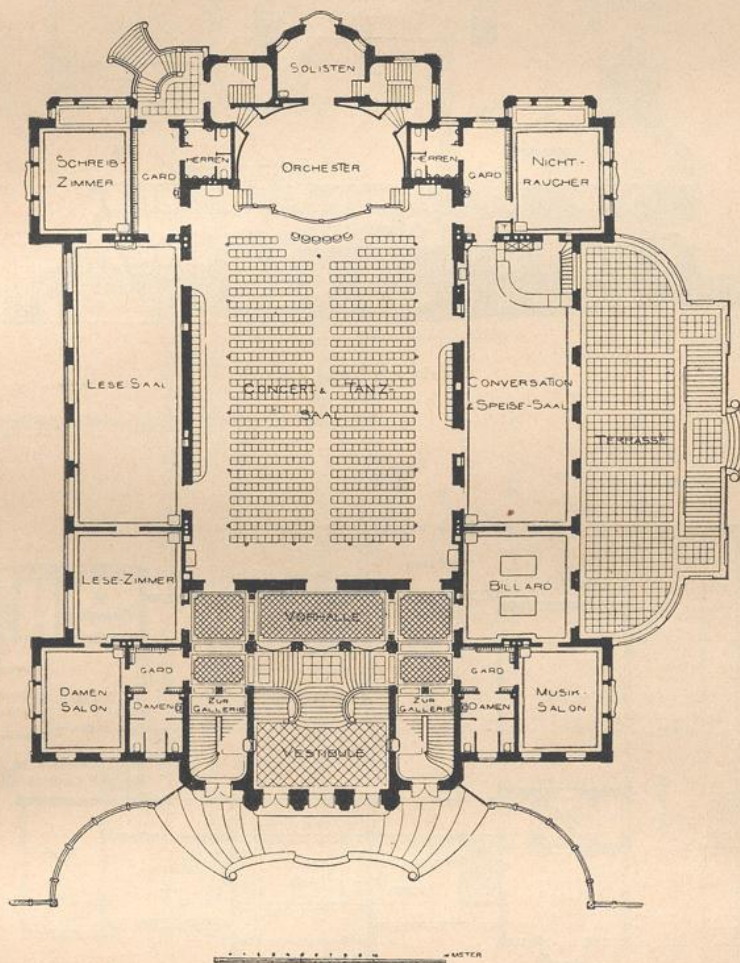 SOLISTEN
SCHREIB-
ZIMMER
GARD
HERREN
ORCHESTER
HERREN
GARD
NICHT-
RAUCHER
LESE SAAL
CONCERT & TANZ-
SAAL
CONVERSATION
& SPEISE-SAAL
TERRASSE
LESE-ZIMMER
BILLARD
VORHALLE
DAMEN
SALON
GARD
DAMEN
ZUR
GALLERIE
VESTIBULE
ZUR
GALLERIE
GARD
DAMEN
MUSIK-
SALON
METER